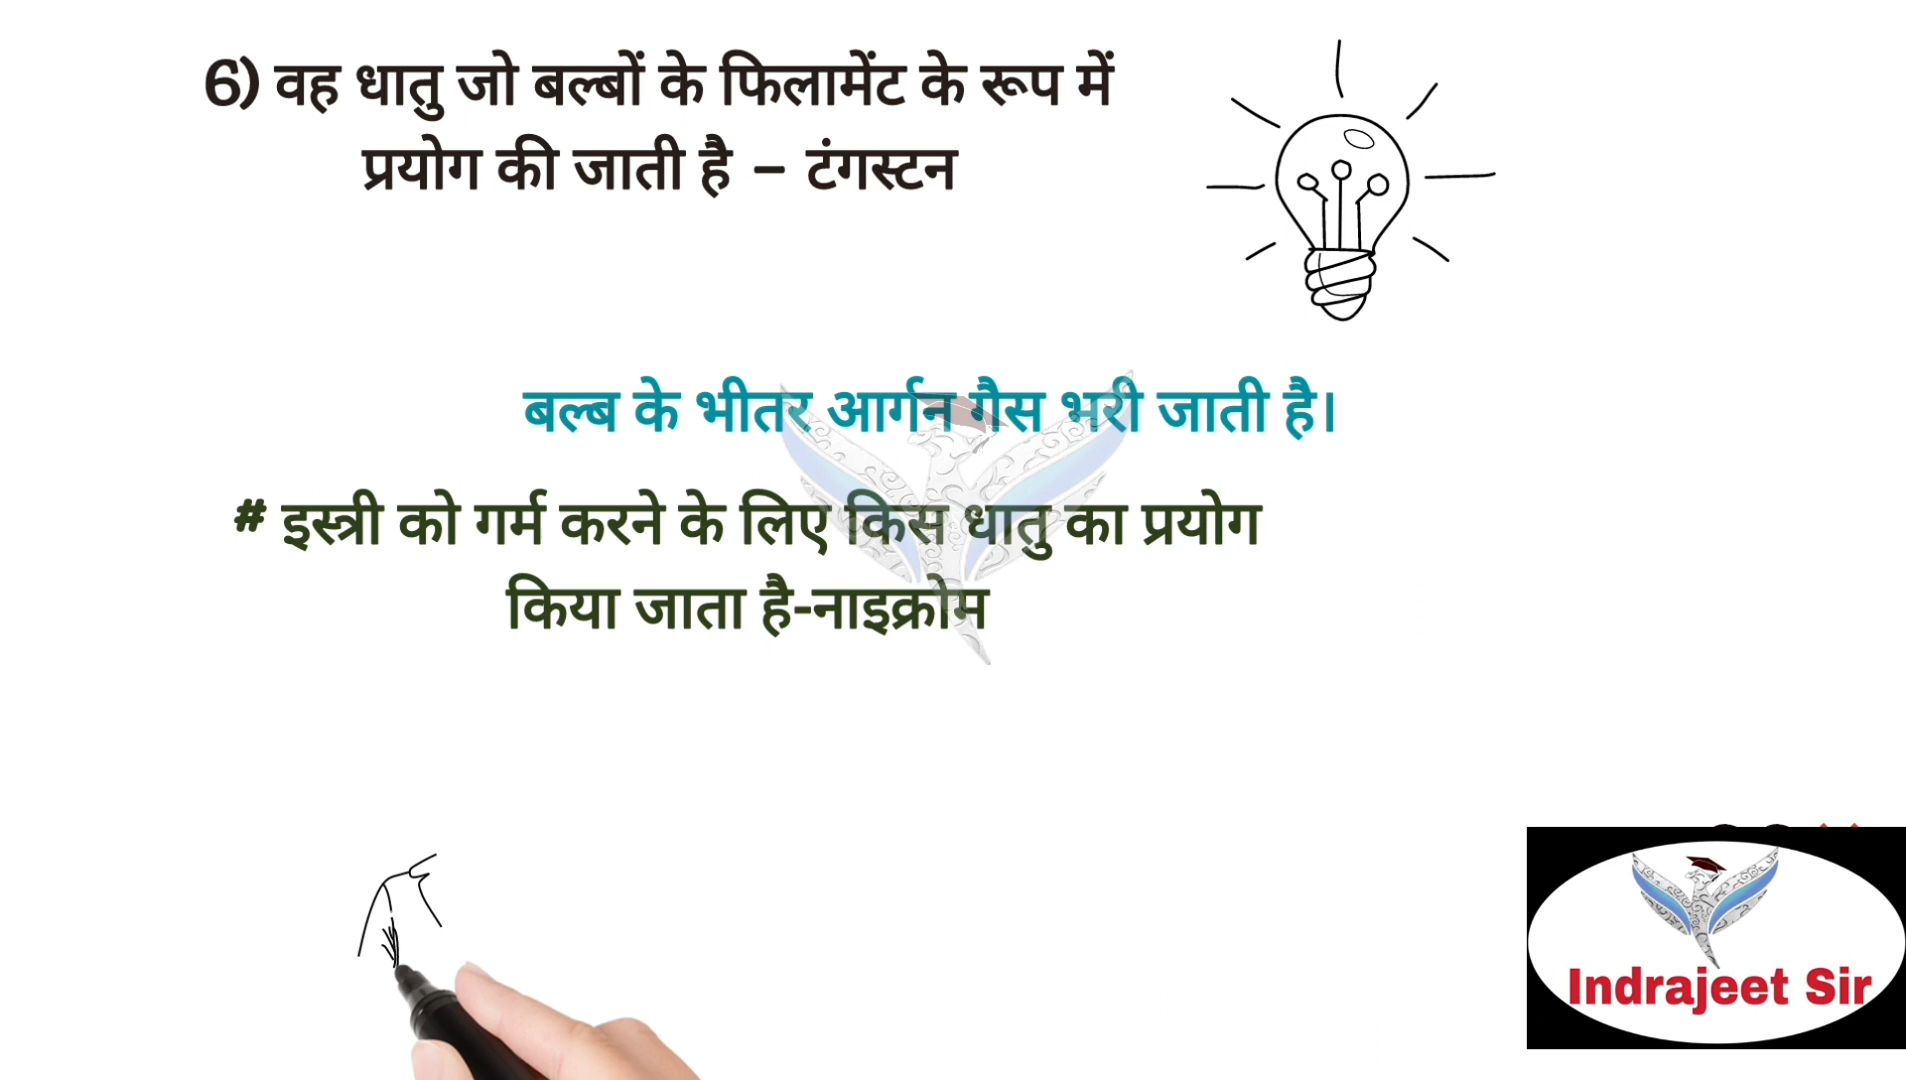 6) वह धातु जो बल्बों के फिलामेंट के रूप में
प्रयोग की जाती है – टंगस्टन
बल्ब के भीतर आर्गन गैस भरी जाती है।
# इस्त्री को गर्म करने के लिए किस धातु का प्रयोग
किया जाता है-नाइक्रोम
Indrajeet Sir